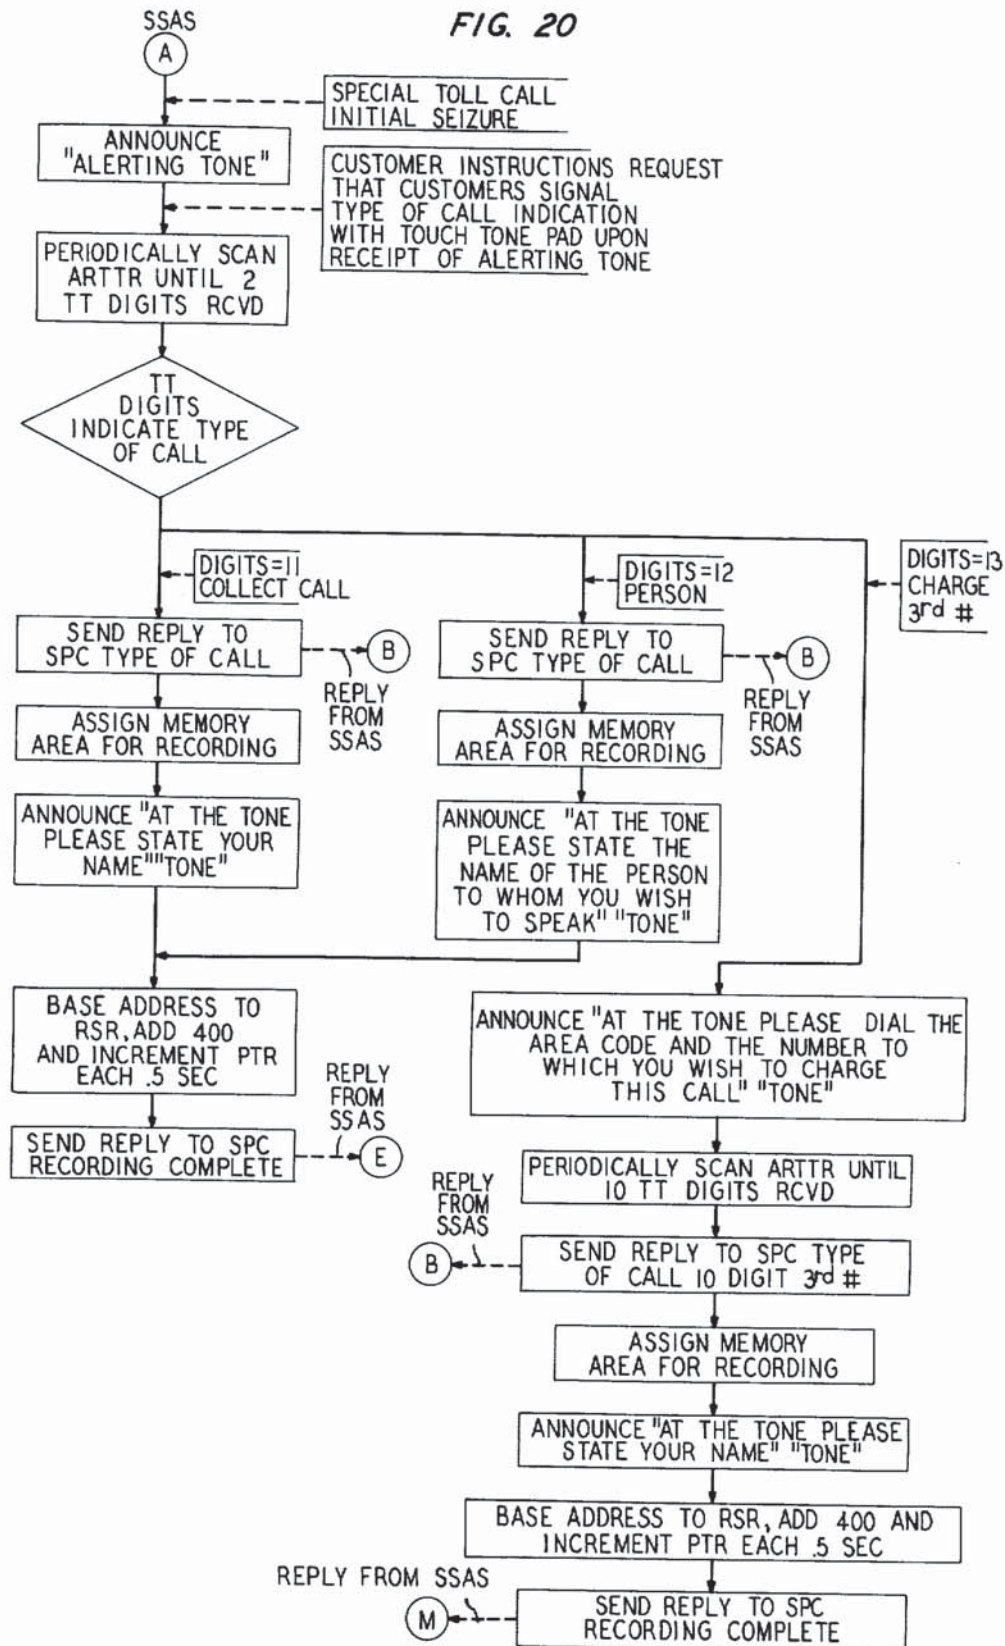 FIG. 20
SSAS
A
SPECIAL TOLL CALL
INITIAL SEIZURE
ANNOUNCE
"ALERTING TONE"
CUSTOMER INSTRUCTIONS REQUEST
THAT CUSTOMERS SIGNAL
TYPE OF CALL INDICATION
WITH TOUCH TONE PAD UPON
RECEIPT OF ALERTING TONE
PERIODICALLY SCAN
ARTTR UNTIL 2
TT DIGITS RCVD
TT
DIGITS
INDICATE TYPE
OF CALL
DIGITS=11
COLLECT CALL
DIGITS=12
PERSON
DIGITS=13
CHARGE
3rd #
SEND REPLY TO
SPC TYPE OF CALL
B
REPLY
FROM
SSAS
SEND REPLY TO
SPC TYPE OF CALL
B
REPLY
FROM
SSAS
ASSIGN MEMORY
AREA FOR RECORDING
ASSIGN MEMORY
AREA FOR RECORDING
ANNOUNCE "AT THE TONE
PLEASE STATE YOUR
NAME" "TONE"
ANNOUNCE "AT THE TONE
PLEASE STATE THE
NAME OF THE PERSON
TO WHOM YOU WISH
TO SPEAK" "TONE"
BASE ADDRESS TO
RSR, ADD 400
AND INCREMENT PTR
EACH .5 SEC
SEND REPLY TO SPC
RECORDING COMPLETE
REPLY
FROM
SSAS
E
ANNOUNCE "AT THE TONE PLEASE DIAL THE
AREA CODE AND THE NUMBER TO
WHICH YOU WISH TO CHARGE
THIS CALL" "TONE"
PERIODICALLY SCAN ARTTR UNTIL
10 TT DIGITS RCVD
REPLY
FROM
SSAS
B
SEND REPLY TO SPC TYPE
OF CALL 10 DIGIT 3rd #
ASSIGN MEMORY
AREA FOR RECORDING
ANNOUNCE "AT THE TONE PLEASE
STATE YOUR NAME" "TONE"
BASE ADDRESS TO RSR, ADD 400 AND
INCREMENT PTR EACH .5 SEC
REPLY FROM SSAS
M
SEND REPLY TO SPC
RECORDING COMPLETE